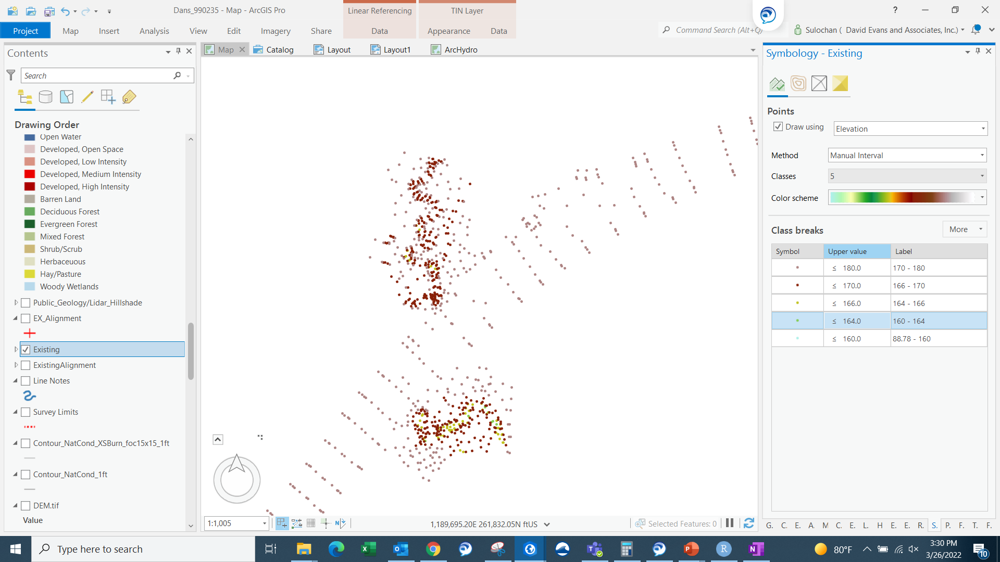 Dans_990235 - Map - ArcGIS Pro
Linear Referencing
TIN Layer
?
Project
Map
Insert
Analysis
View
Edit
Imagery
Share
Data
Appearance
Data
Command Search (Alt+Q)
Sulochan ( David Evans and Associates, Inc.)
Contents
Search
Drawing Order
Open Water
Developed, Open Space
Developed, Low Intensity
Developed, Medium Intensity
Developed, High Intensity
Barren Land
Deciduous Forest
Evergreen Forest
Mixed Forest
Shrub/Scrub
Herbaceuous
Hay/Pasture
Woody Wetlands
Public_Geology/Lidar_Hillshade
EX_Alignment
Existing
ExistingAlignment
Line Notes
Survey Limits
Contour_NatCond_XSBurn_foc15x15_1ft
Contour_NatCond_1ft
DEM.tif
Value
Map
Catalog
Layout
Layout1
ArcHydro
1:1,005
1,189,695.20E 261,832.05N ftUS
Selected Features: 0
Symbology - Existing
Points
Draw using
Elevation
Method
Manual Interval
Classes
5
Color scheme
Class breaks
More
Symbol
Upper value
Label
≤ 180.0
170 - 180
≤ 170.0
166 - 170
≤ 166.0
164 - 166
≤ 164.0
160 - 164
≤ 160.0
88.78 - 160
G. C. E. A. M C. E. L. H E. E. R. S. P. F. T. F.
Type here to search
80°F
3:30 PM
3/26/2022
10